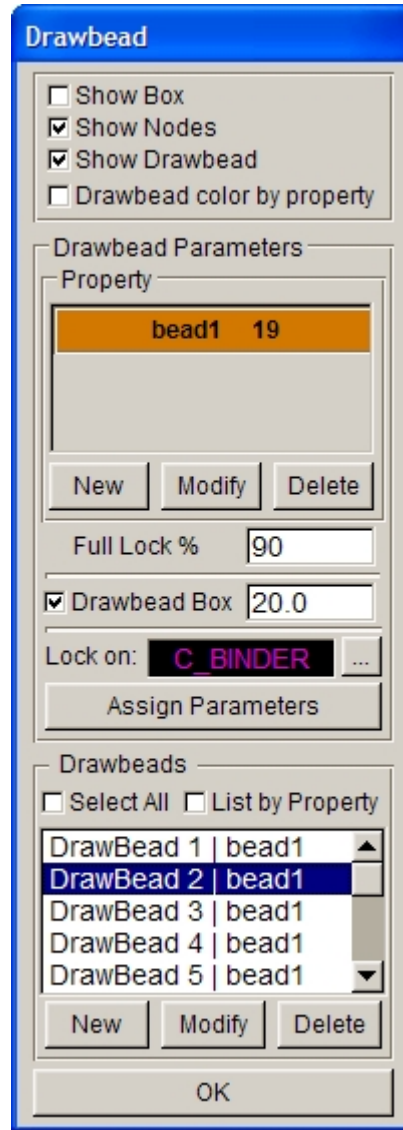 Drawbead
Show Box
Show Nodes
Show Drawbead
Drawbead color by property
Drawbead Parameters
Property
bead1 19
New Modify Delete
Full Lock % 90
Drawbead Box 20.0
Lock on: C_BINDER ...
Assign Parameters
Drawbeads
Select All List by Property
DrawBead 1 | bead1
DrawBead 2 | bead1
DrawBead 3 | bead1
DrawBead 4 | bead1
DrawBead 5 | bead1
New Modify Delete
OK